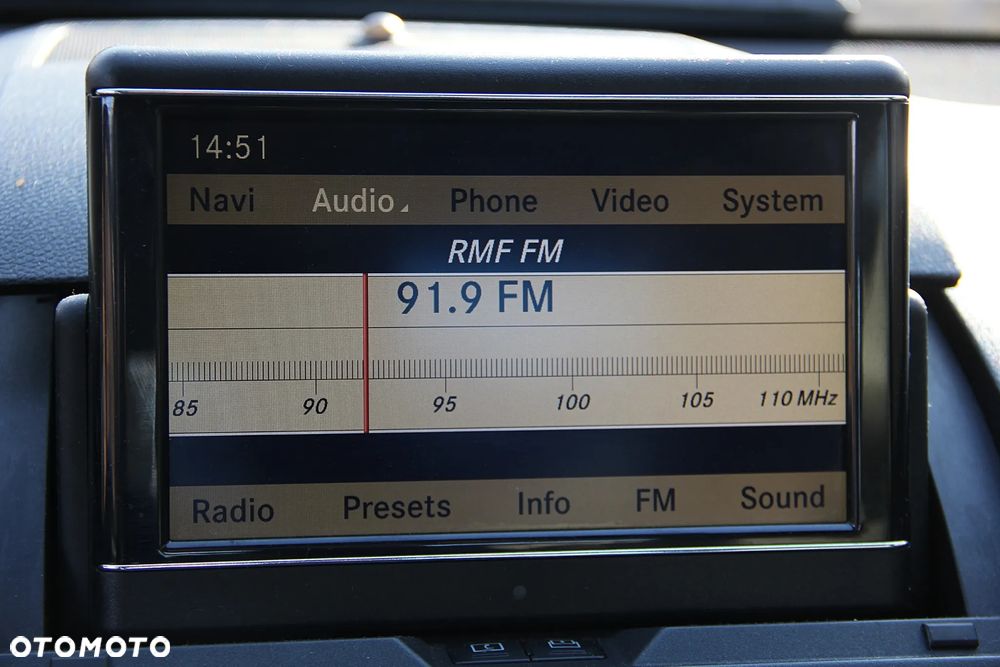 14:51
Navi Audio Phone Video System
RMF FM
91.9 FM
85 90 95 100 105 110 MHz
Radio Presets Info FM Sound
OTOMOTO